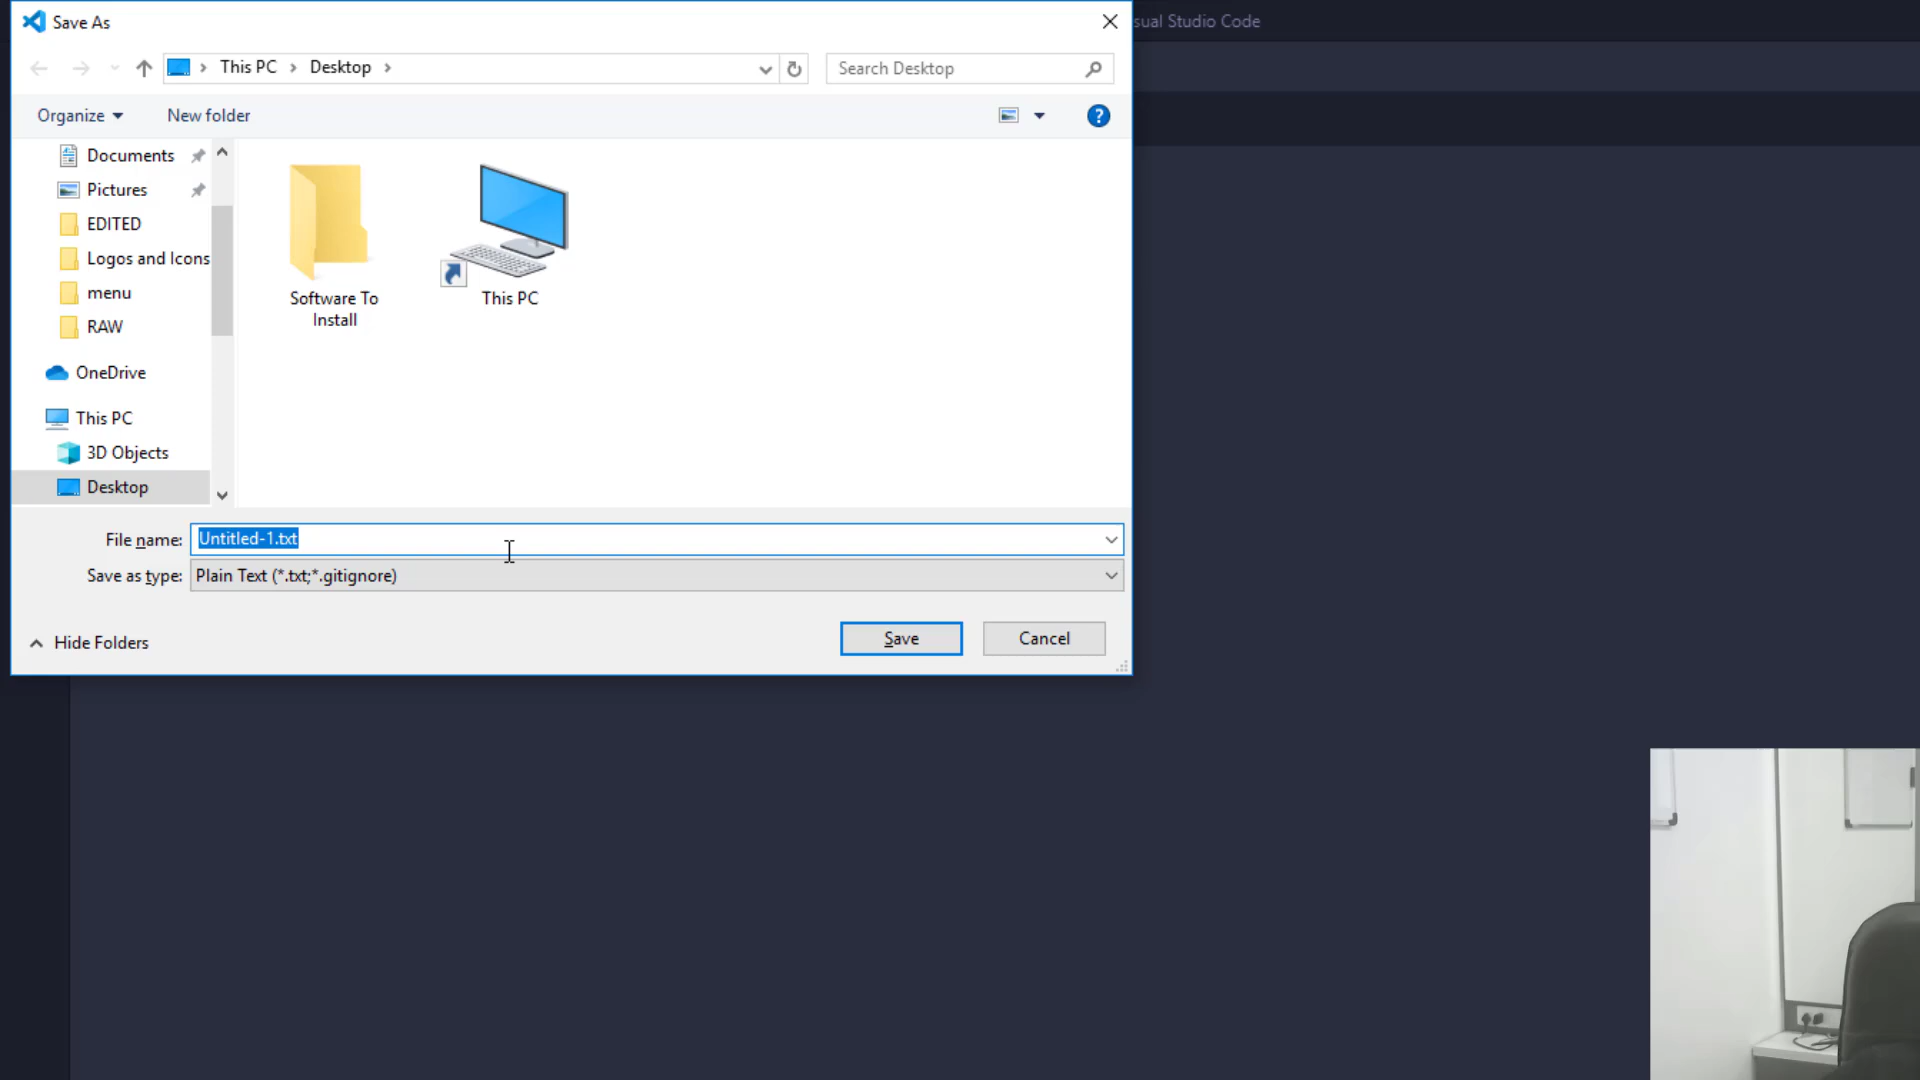 Save As
sual Studio Code
This PC
Desktop
Search Desktop
Organize
New folder
?
Documents
Pictures
EDITED
Logos and Icons
menu
RAW
OneDrive
This PC
3D Objects
Desktop
Software To
Install
This PC
File name:
Untitled-1.txt
Save as type:
Plain Text (*.txt;*.gitignore)
Hide Folders
Save
Cancel